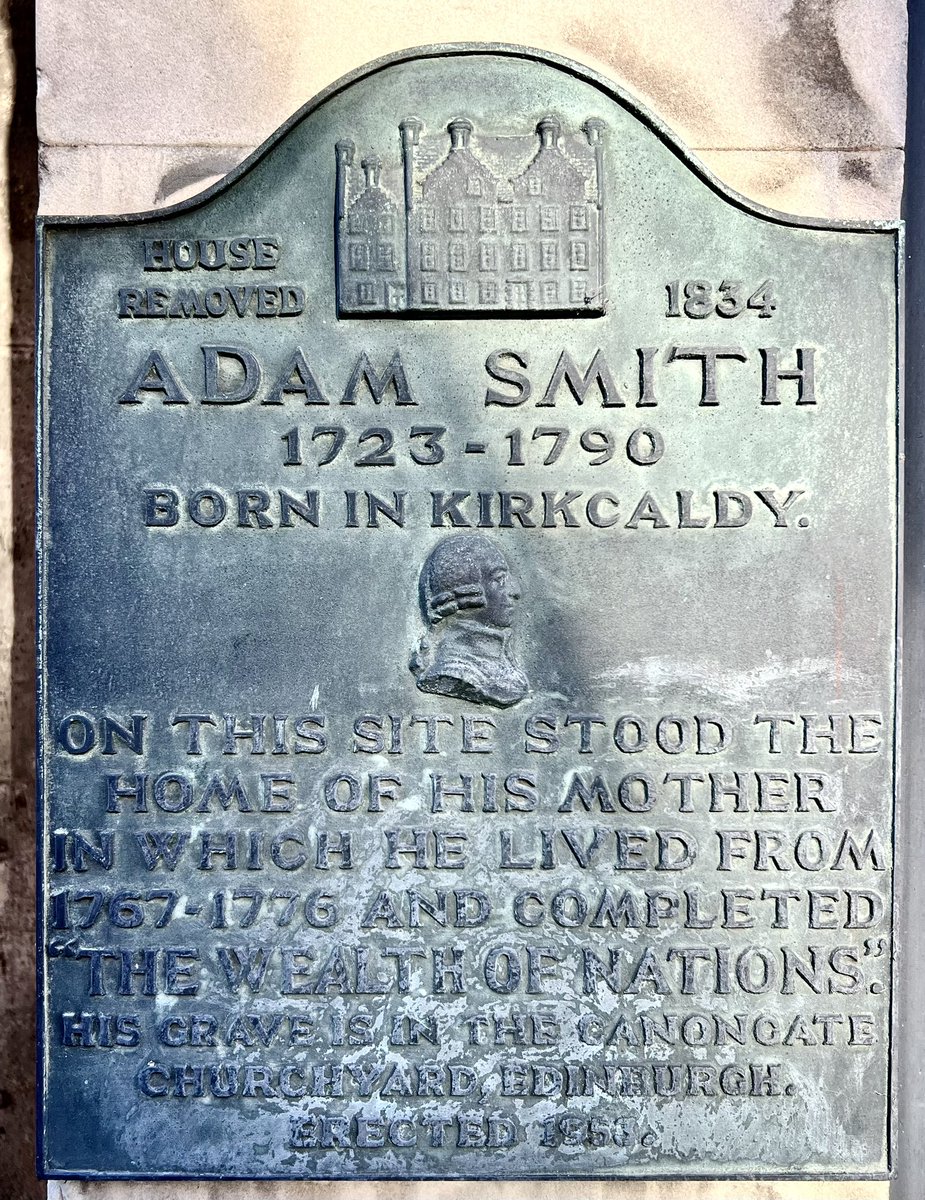 HOUSE
REMOVED 1834
ADAM SMITH
1723-1790
BORN IN KIRKCALDY.
ON THIS SITE STOOD THE
HOME OF HIS MOTHER
IN WHICH HE LIVED FROM
1767-1776 AND COMPLETED
"THE WEALTH OF NATIONS".
HIS GRAVE IS IN THE CANONGATE
CHURCHYARD, EDINBURGH.
ERECTED